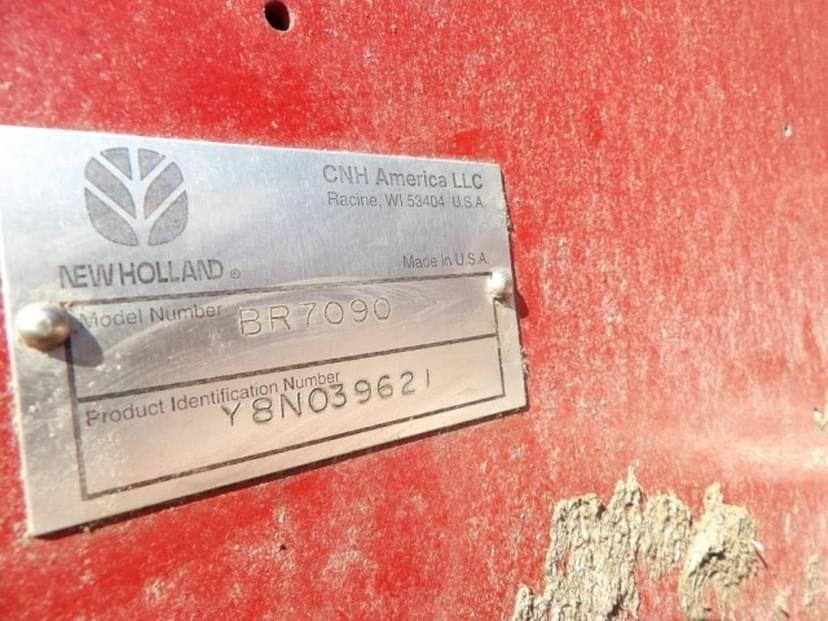 CNH America LLC
Racine, WI 53404 U.S.A.
NEW HOLLAND ®
Made in U.S.A.
Model Number BR7090
Product Identification Number
Y8N039621